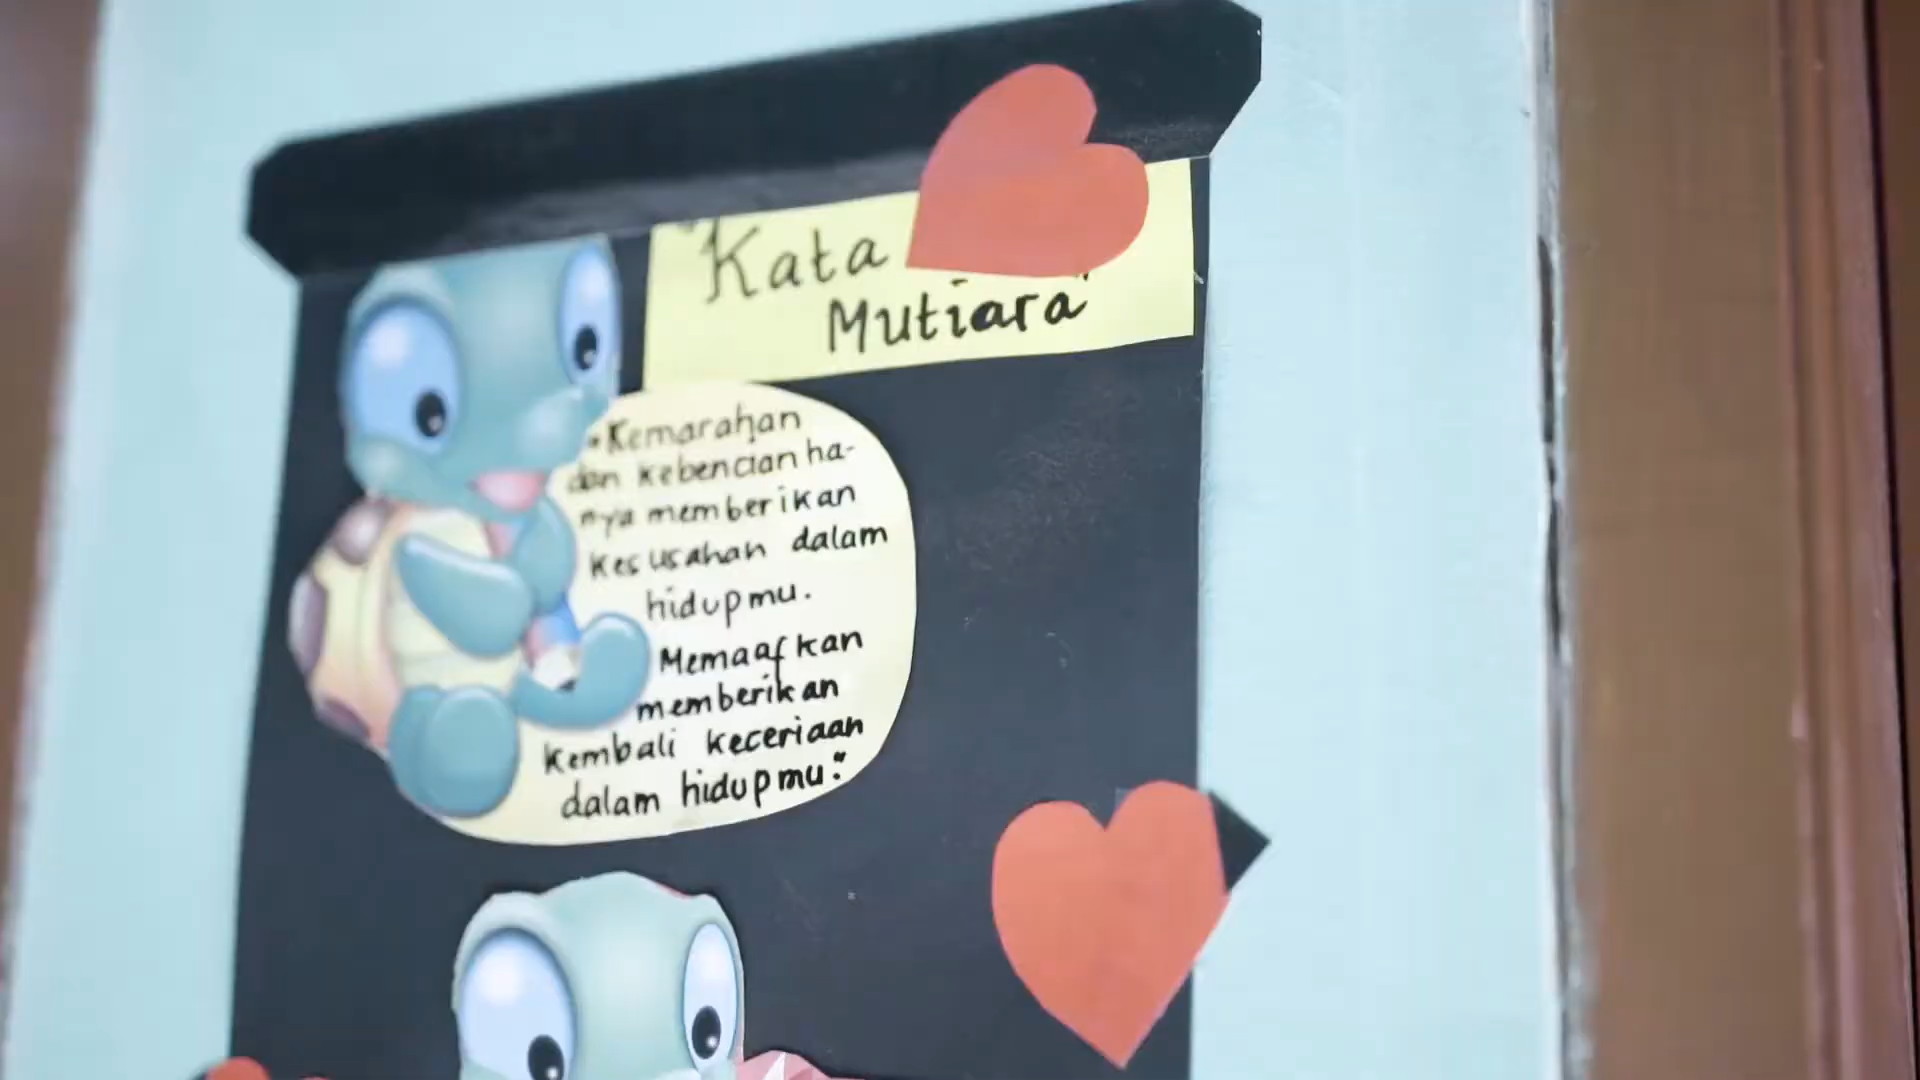 "Kata
Mutiara"
"Kemarahan
dan kebencian ha-
nya memberikan
kesusahan dalam
hidupmu.
Memaafkan
memberikan
kembali keceriaan
dalam hidupmu."